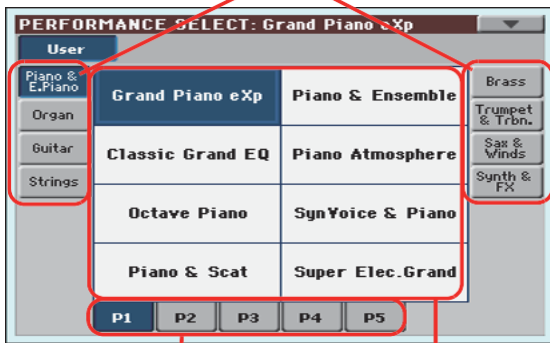 PERFORMANCE SELECT: Grand Piano eXp
User
Piano &
E.Piano
Organ
Guitar
Strings
Grand Piano eXp
Piano & Ensemble
Classic Grand EQ
Piano Atmosphere
Octave Piano
SynVoice & Piano
Piano & Scat
Super Elec.Grand
Brass
Trumpet
& Trbn.
Sax &
Winds
Synth &
FX
P1 P2 P3 P4 P5